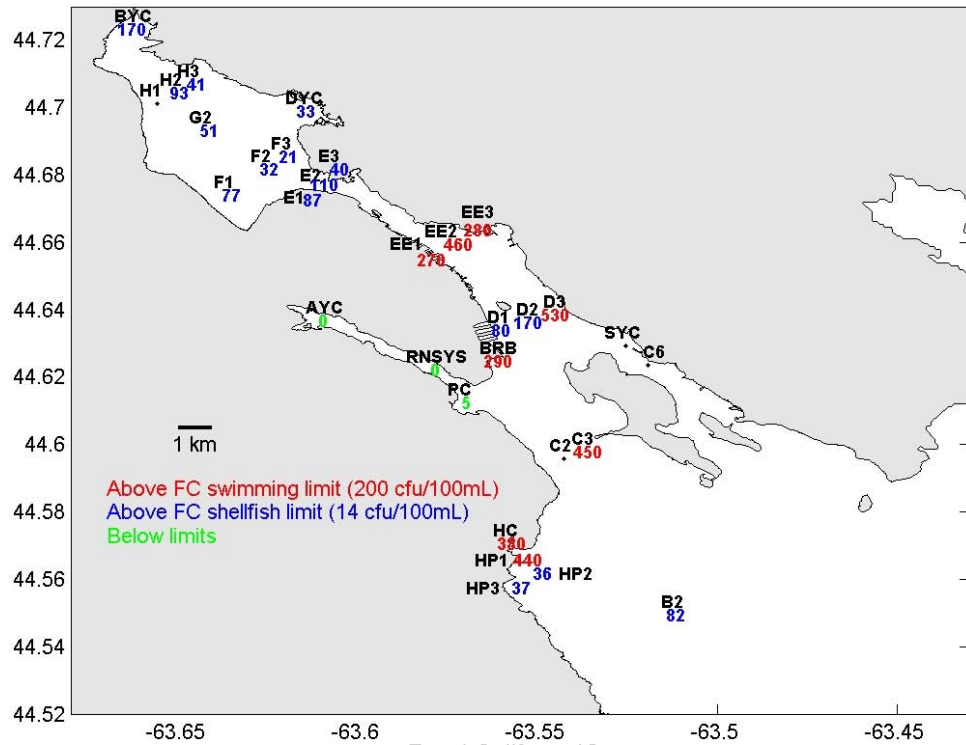 BYC
170
44.72
H3
H2
41
H1
93
44.7
DYC
33
G2
51
F3
F2
21
E3
32
40
44.68
F1
E2
110
77
E1
87
EE3
EE2
280
44.66
EE1
460
270
44.64
AYC
D3
D2
530
0
D1
170
80
SYC
C6
BRB
RNSYS
290
0
44.62
PC
5
44.6
1 km
C2
C3
450
Above FC swimming limit (200 cfu/100mL)
Above FC shellfish limit (14 cfu/100mL)
44.58
Below limits
HC
HP1
440
44.56
36
HP2
HP3
37
B2
82
44.54
44.52
-63.65
-63.6
-63.55
-63.5
-63.45